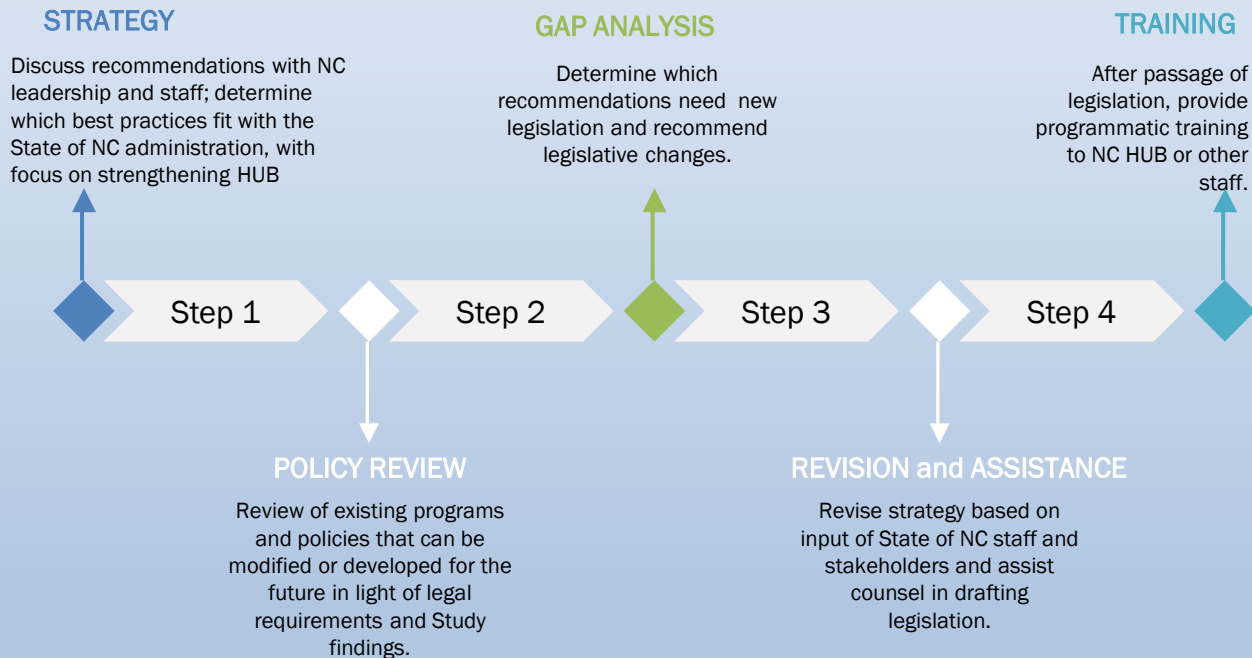 STRATEGY
Discuss recommendations with NC
leadership and staff; determine
which best practices fit with the
State of NC administration, with
focus on strengthening HUB
GAP ANALYSIS
Determine which
recommendations need new
legislation and recommend
legislative changes.
TRAINING
After passage of
legislation, provide
programmatic training
to NC HUB or other
staff.
Step 1
Step 2
Step 3
Step 4
POLICY REVIEW
Review of existing programs
and policies that can be
modified or developed for the
future in light of legal
requirements and Study
findings.
REVISION and ASSISTANCE
Revise strategy based on
input of State of NC staff and
stakeholders and assist
counsel in drafting
legislation.